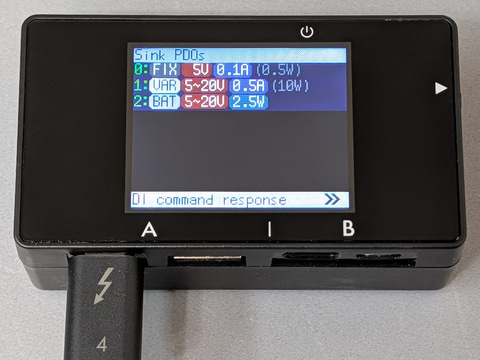 Sink PDOs
0: FIX 5V 0.1A (0.5W)
1: VAR 5~20V 0.5A (10W)
2: BAT 5~20V 2.5W
DI command response
A I B
4